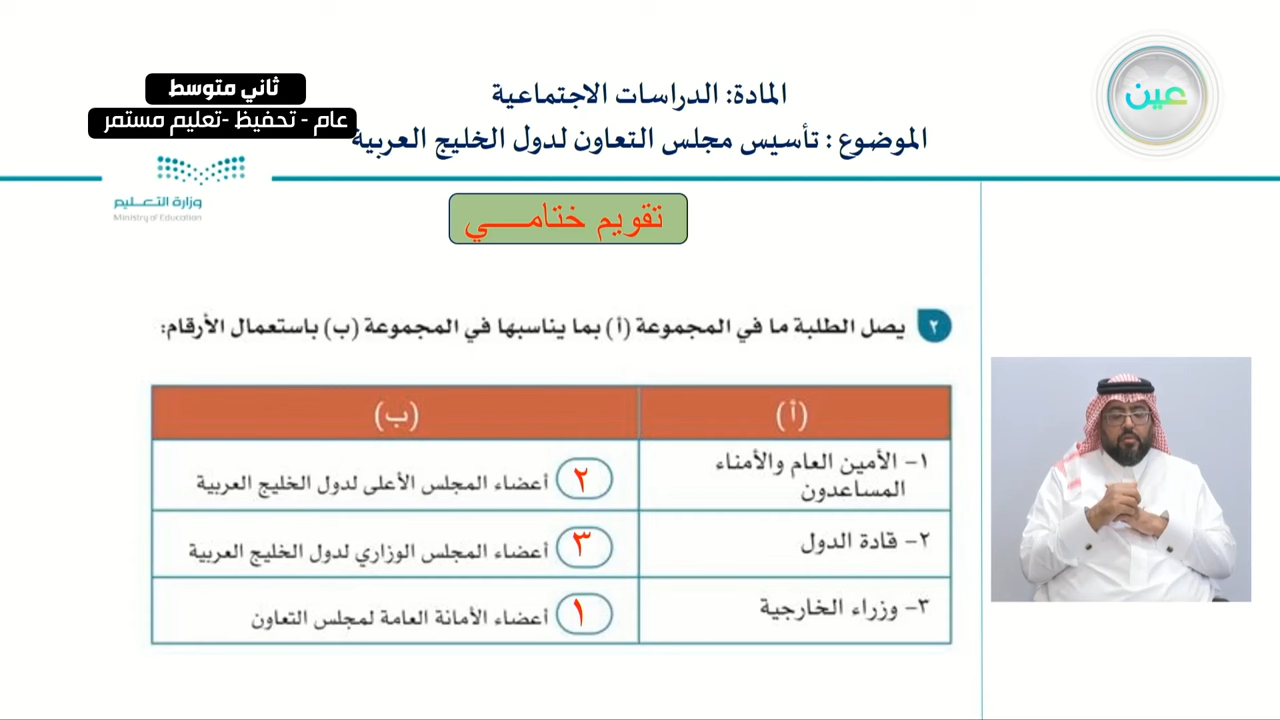 عين
ثاني متوسط
عام - تحفيظ -تعليم مستمر
المادة: الدراسات الاجتماعية
الموضوع : تأسيس مجلس التعاون لدول الخليج العربية
وزارة التعـلـيم
Ministry of Education
تقويم ختامـــــي
٢ يصل الطلبة ما في المجموعة (أ) بما يناسبها في المجموعة (ب) باستعمال الأرقام:
(أ) (ب)
١- الأمين العام والأمناء
المساعدون
٢ أعضاء المجلس الأعلى لدول الخليج العربية
٢- قادة الدول
٣ أعضاء المجلس الوزاري لدول الخليج العربية
٣- وزراء الخارجية
١ أعضاء الأمانة العامة لمجلس التعاون